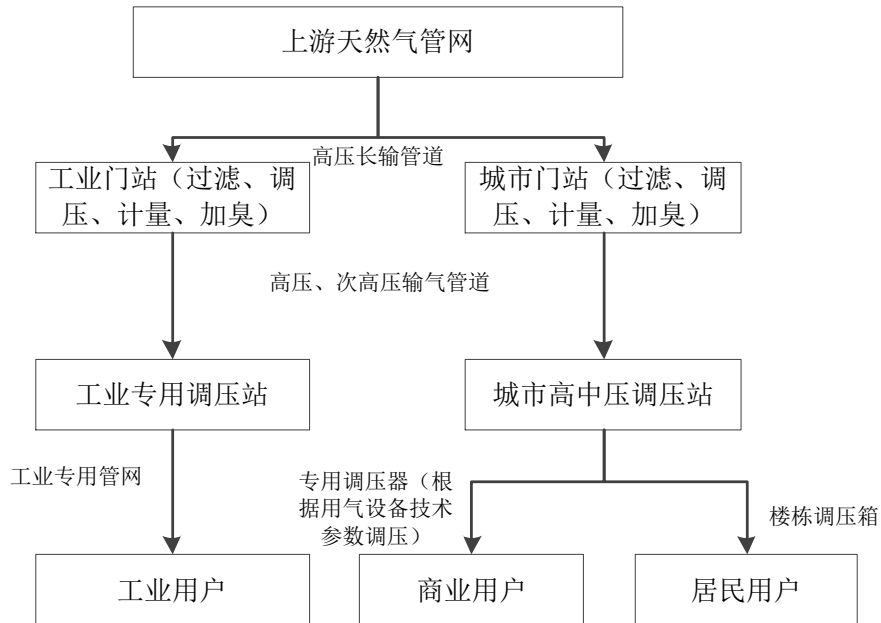 上游天然气管网
高压长输管道
工业门站（过滤、调
压、计量、加臭）
城市门站（过滤、调
压、计量、加臭）
高压、次高压输气管道
工业专用调压站
城市高中压调压站
工业专用管网
专用调压器（根
据用气设备技术
参数调压）
楼栋调压箱
工业用户
商业用户
居民用户